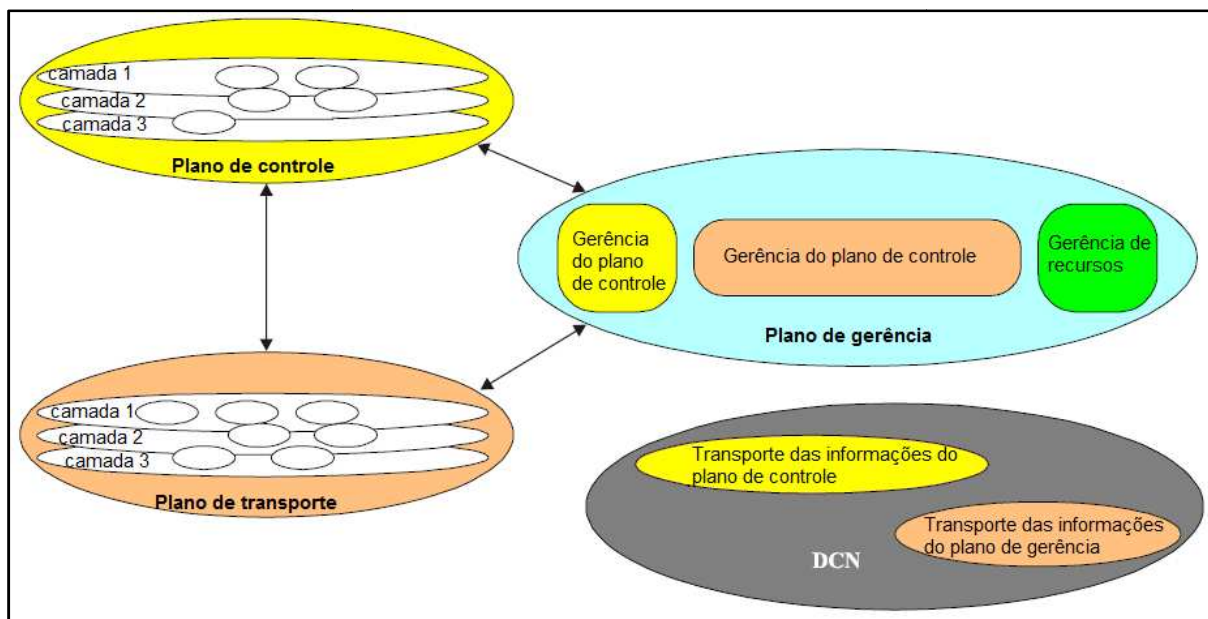 camada 1
camada 2
camada 3
Plano de controle
Gerência
do plano
de controle
Gerência do plano de controle
Gerência de
recursos
Plano de gerência
camada 1
camada 2
camada 3
Plano de transporte
Transporte das informações do
plano de controle
Transporte das informações
do plano de gerência
DCN